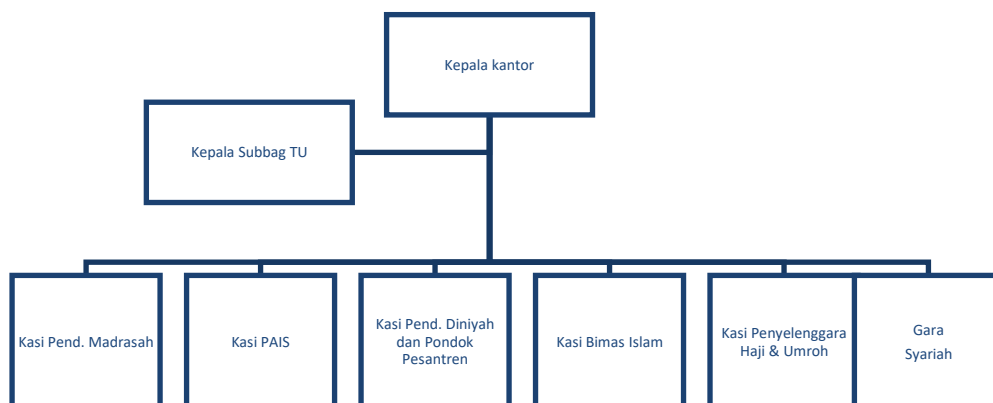 Kepala kantor
Kepala Subbag TU
Kasi Pend. Madrasah
Kasi PAIS
Kasi Pend. Diniyah
dan Pondok
Pesantren
Kasi Bimas Islam
Kasi Penyelenggara
Haji & Umroh
Gara
Syariah